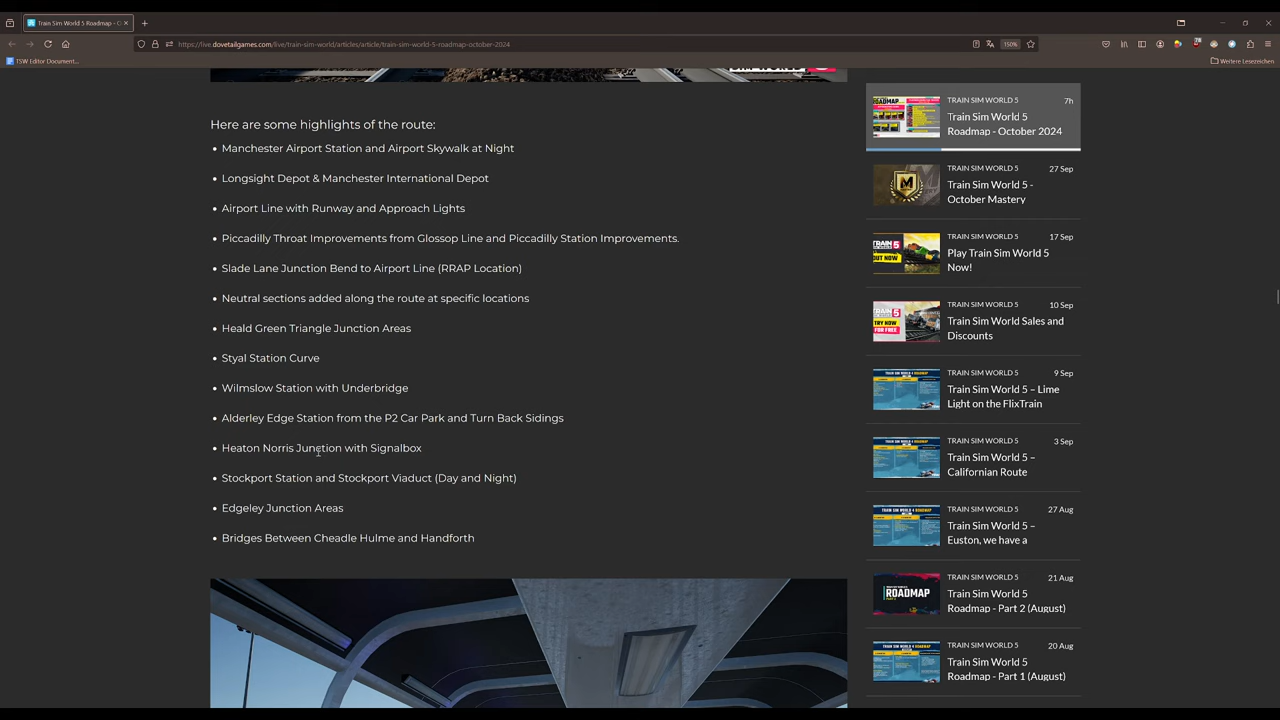 Train Sim World 5 Roadmap - O
https://live.dovetailgames.com/live/train-sim-world/articles/article/train-sim-world-5-roadmap-october-2024
150%
78
TSW Editor Document...
Weitere Lesezeichen
Here are some highlights of the route:
• Manchester Airport Station and Airport Skywalk at Night
• Longsight Depot & Manchester International Depot
• Airport Line with Runway and Approach Lights
• Piccadilly Throat Improvements from Glossop Line and Piccadilly Station Improvements.
• Slade Lane Junction Bend to Airport Line (RRAP Location)
• Neutral sections added along the route at specific locations
• Heald Green Triangle Junction Areas
• Styal Station Curve
• Wilmslow Station with Underbridge
• Alderley Edge Station from the P2 Car Park and Turn Back Sidings
• Heaton Norris Junction with Signalbox
• Stockport Station and Stockport Viaduct (Day and Night)
• Edgeley Junction Areas
• Bridges Between Cheadle Hulme and Handforth
ROADMAP
TRAIN SIM WORLD 5 7h
Train Sim World 5
Roadmap - October 2024
TRAIN SIM WORLD 5 27 Sep
Train Sim World 5 -
October Mastery
TRAIN SIM WORLD 5 17 Sep
Play Train Sim World 5
Now!
TRAIN SIM WORLD 5 10 Sep
Train Sim World Sales and
Discounts
TRAIN SIM WORLD 5 9 Sep
Train Sim World 5 – Lime
Light on the FlixTrain
TRAIN SIM WORLD 5 3 Sep
Train Sim World 5 –
Californian Route
TRAIN SIM WORLD 5 27 Aug
Train Sim World 5 –
Euston, we have a
ROADMAP
TRAIN SIM WORLD 5 21 Aug
Train Sim World 5
Roadmap - Part 2 (August)
TRAIN SIM WORLD 5 20 Aug
Train Sim World 5
Roadmap - Part 1 (August)